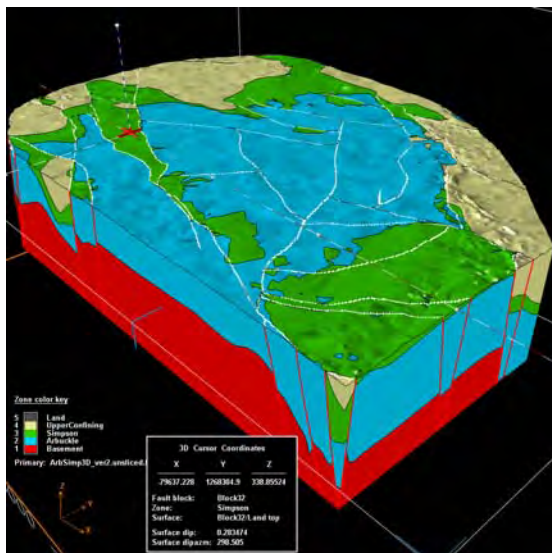 Zone color key
5 Land
4 UpperConfining
3 Simpson
2 Arbuckle
1 Basement
Primary: ArbSimp3D_ver2.unsliced.
3D Cursor Coordinates
X Y Z
-79637.228 1268304.9 338.05524
Fault block: Block32
Zone: Simpson
Surface: Block32/Land top
Surface dip: 0.283474
Surface dipazm: 298.505
Z
Y
X